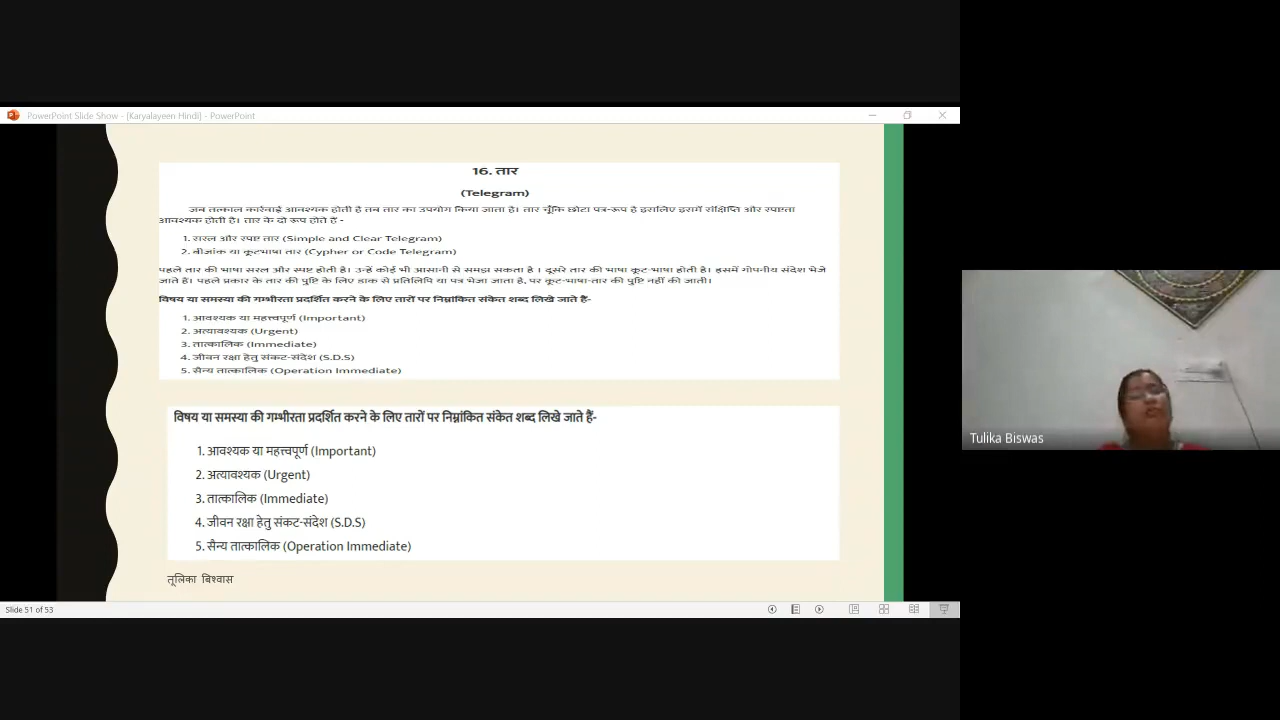 PowerPoint Slide Show - [Karyalayeen Hindi] - PowerPoint
16. तार
(Telegram)
जब तत्काल कार्रवाई आवश्यक होती है तब तार का उपयोग किया जाता है। तार चूँकि छोटा पत्र-रूप है इसलिए इसमें संक्षिप्ति और स्पष्टता
आवश्यक होती है। तार के दो रूप होते हैं -
1. सरल और स्पष्ट तार (Simple and Clear Telegram)
2. बीजांक या कूटभाषा तार (Cypher or Code Telegram)
पहले तार की भाषा सरल और स्पष्ट होती है। उन्हें कोई भी आसानी से समझ सकता है । दूसरे तार की भाषा कूट-भाषा होती है। इसमें गोपनीय संदेश भेजे
जाते हैं। पहले प्रकार के तार की पुष्टि के लिए डाक से प्रतिलिपि या पत्र भेजा जाता है, पर कूट-भाषा-तार की पुष्टि नहीं की जाती।
विषय या समस्या की गम्भीरता प्रदर्शित करने के लिए तारों पर निम्नांकित संकेत शब्द लिखे जाते हैं-
1. आवश्यक या महत्त्वपूर्ण (Important)
2. अत्यावश्यक (Urgent)
3. तात्कालिक (Immediate)
4. जीवन रक्षा हेतु संकट-संदेश (S.D.S)
5. सैन्य तात्कालिक (Operation Immediate)
विषय या समस्या की गम्भीरता प्रदर्शित करने के लिए तारों पर निम्नांकित संकेत शब्द लिखे जाते हैं-
1. आवश्यक या महत्त्वपूर्ण (Important)
2. अत्यावश्यक (Urgent)
3. तात्कालिक (Immediate)
4. जीवन रक्षा हेतु संकट-संदेश (S.D.S)
5. सैन्य तात्कालिक (Operation Immediate)
तूलिका बिश्वास
Slide 51 of 53
Tulika Biswas